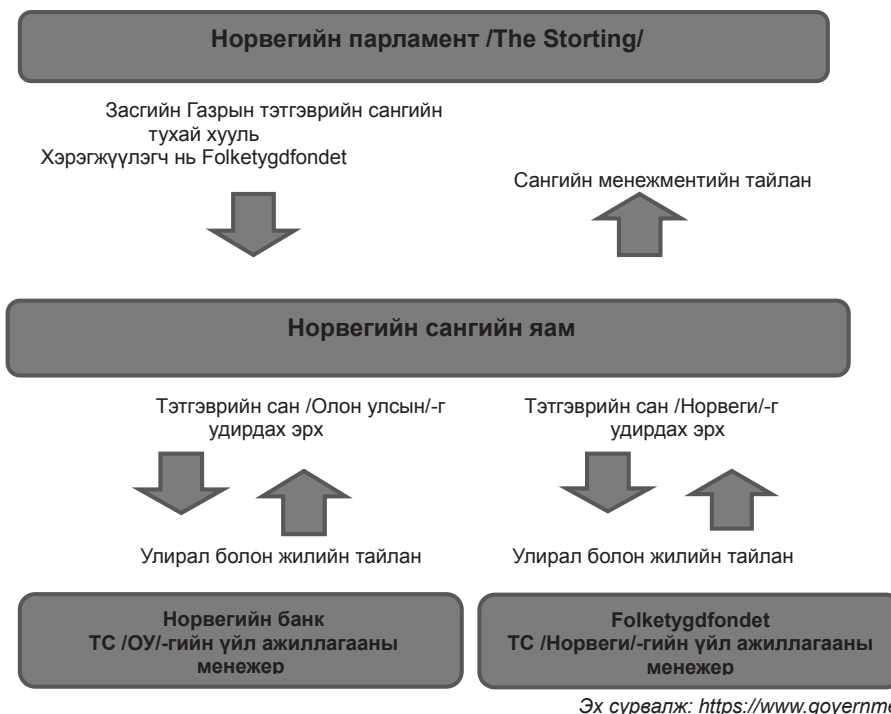 Норвегийн парламент /The Storting/
Засгийн Газрын тэтгэврийн сангийн
тухай хууль
Хэрэгжүүлэгч нь Folketygdfondet
Сангийн менежментийн тайлан
Норвегийн сангийн яам
Тэтгэврийн сан /Олон улсын/-г
удирдах эрх
Тэтгэврийн сан /Норвеги/-г
удирдах эрх
Улирал болон жилийн тайлан
Улирал болон жилийн тайлан
Норвегийн банк
ТС /ОУ/-гийн үйл ажиллагааны
менежер
Folketygdfondet
ТС /Норвеги/-гийн үйл ажиллагааны
менежер
Эх сурвалж: https://www.governme